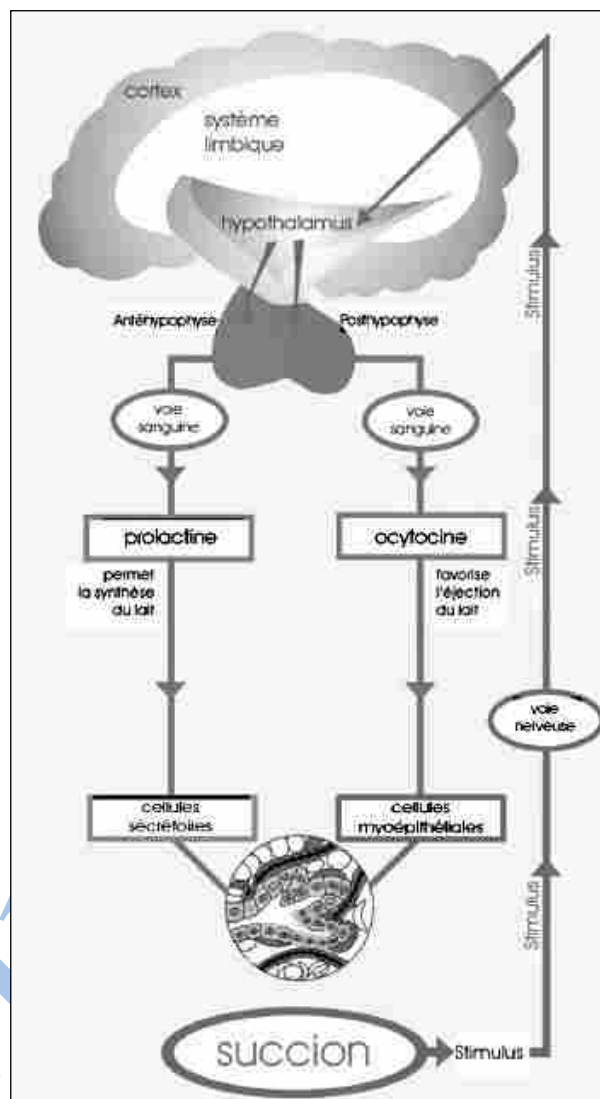 cortex
système
limbique
hypothalamus
Antéhypophyse
Posthypophyse
voie
sanguine
voie
sanguine
Stimulus
prolactine
ocytocine
Stimulus
permet
la synthèse
du lait
favorise
l'éjection
du lait
voie
nerveuse
cellules
sécrétoires
cellules
myoépithéliales
Stimulus
succion
Stimulus